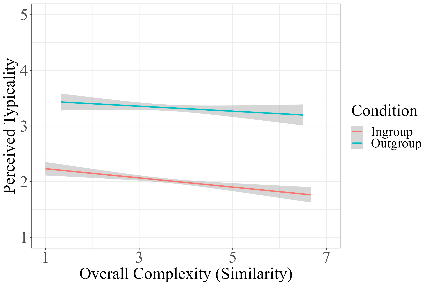 5
4
3
2
1
Perceived Typicality
1 3 5 7
Overall Complexity (Similarity)
Condition
Ingroup
Outgroup